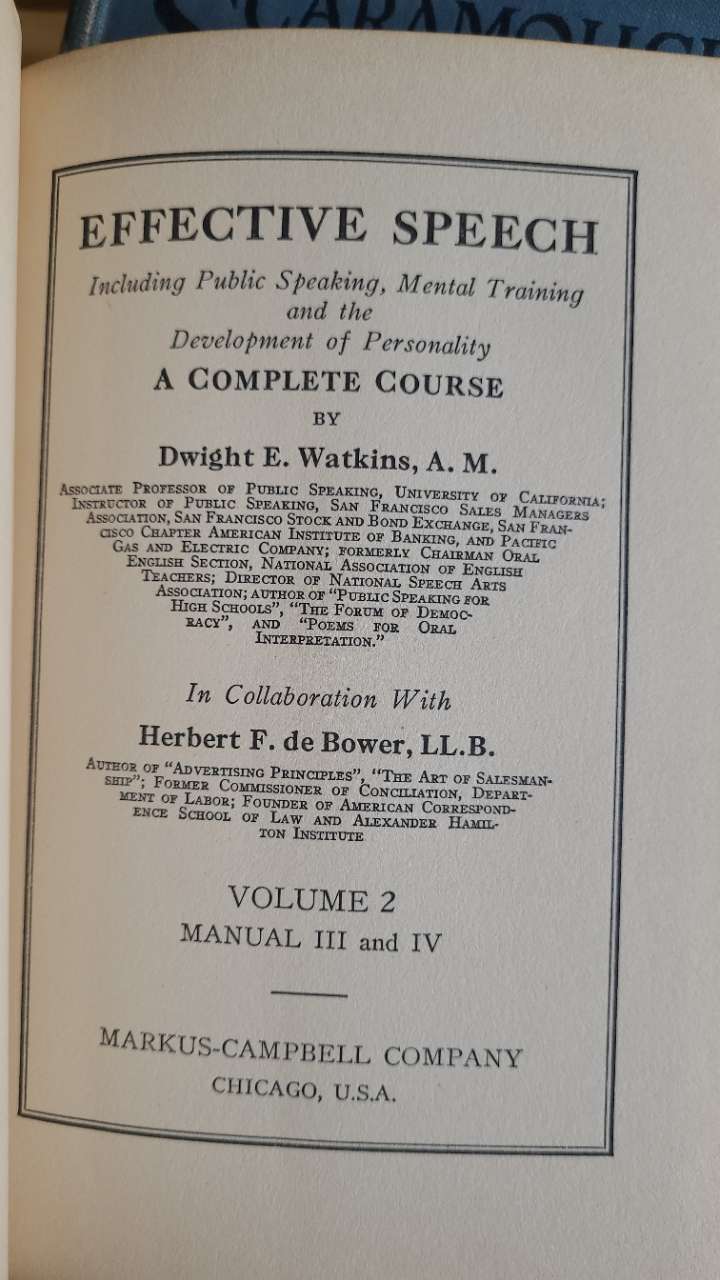 SCARAMOUCHE
EFFECTIVE SPEECH
Including Public Speaking, Mental Training
and the
Development of Personality
A COMPLETE COURSE
BY
Dwight E. Watkins, A. M.
ASSOCIATE PROFESSOR OF PUBLIC SPEAKING, UNIVERSITY OF CALIFORNIA;
INSTRUCTOR OF PUBLIC SPEAKING, SAN FRANCISCO SALES MANAGERS
ASSOCIATION, SAN FRANCISCO STOCK AND BOND EXCHANGE, SAN FRAN-
CISCO CHAPTER AMERICAN INSTITUTE OF BANKING, AND PACIFIC
GAS AND ELECTRIC COMPANY; FORMERLY CHAIRMAN ORAL
ENGLISH SECTION, NATIONAL ASSOCIATION OF ENGLISH
TEACHERS; DIRECTOR OF NATIONAL SPEECH ARTS
ASSOCIATION; AUTHOR OF "PUBLIC SPEAKING FOR
HIGH SCHOOLS", "THE FORUM OF DEMOC-
RACY", AND "POEMS FOR ORAL
INTERPRETATION."
In Collaboration With
Herbert F. de Bower, LL.B.
AUTHOR OF "ADVERTISING PRINCIPLES", "THE ART OF SALESMAN-
SHIP"; FORMER COMMISSIONER OF CONCILIATION, DEPART-
MENT OF LABOR; FOUNDER OF AMERICAN CORRESPOND-
ENCE SCHOOL OF LAW AND ALEXANDER HAMIL-
TON INSTITUTE
VOLUME 2
MANUAL III and IV
MARKUS-CAMPBELL COMPANY
CHICAGO, U.S.A.